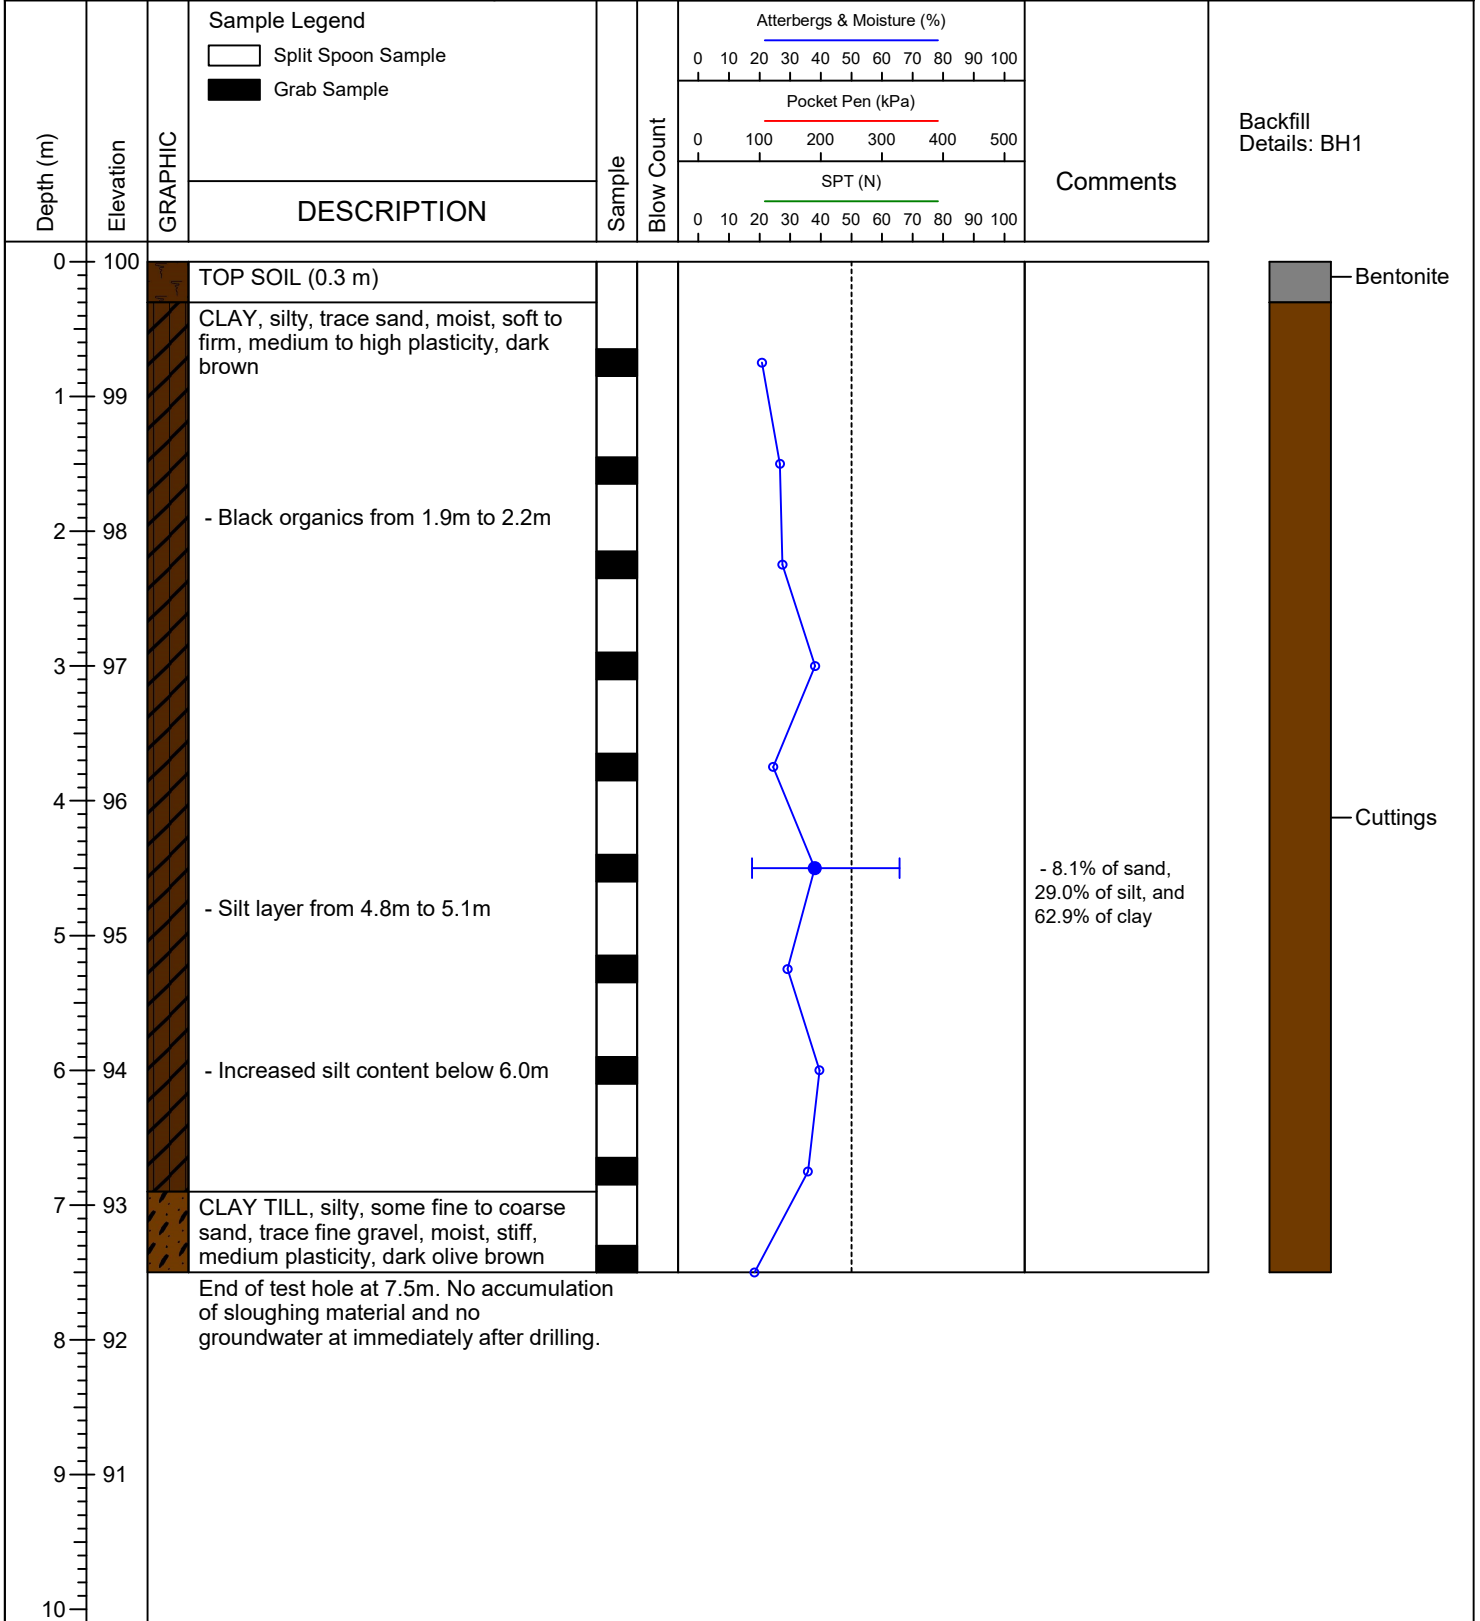 Sample Legend
Split Spoon Sample
Grab Sample
Depth (m)
Elevation
GRAPHIC
DESCRIPTION
Sample
Blow Count
Atterbergs & Moisture (%)
0 10 20 30 40 50 60 70 80 90 100
Pocket Pen (kPa)
0 100 200 300 400 500
SPT (N)
0 10 20 30 40 50 60 70 80 90 100
Comments
Backfill
Details: BH1
0 100
TOP SOIL (0.3 m)
Bentonite
CLAY, silty, trace sand, moist, soft to
firm, medium to high plasticity, dark
brown
1 99
- Black organics from 1.9m to 2.2m
2 98
3 97
4 96
Cuttings
- 8.1% of sand,
29.0% of silt, and
62.9% of clay
- Silt layer from 4.8m to 5.1m
5 95
- Increased silt content below 6.0m
6 94
7 93
CLAY TILL, silty, some fine to coarse
sand, trace fine gravel, moist, stiff,
medium plasticity, dark olive brown
End of test hole at 7.5m. No accumulation
of sloughing material and no
groundwater at immediately after drilling.
8 92
9 91
10